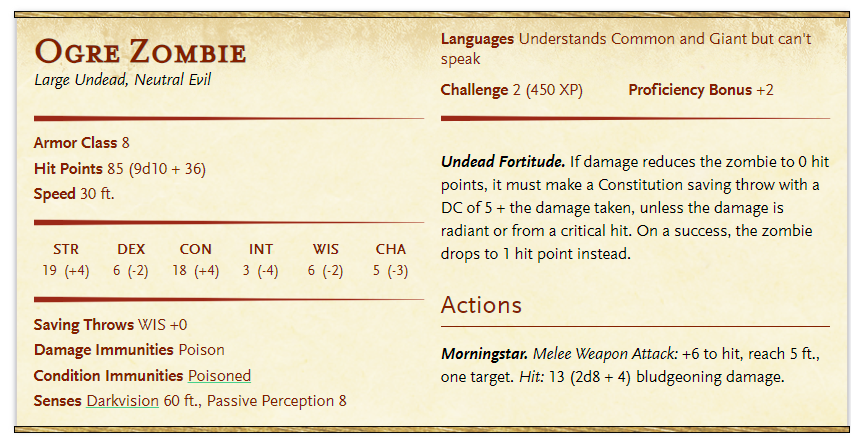 Ogre Zombie
Large Undead, Neutral Evil
Armor Class 8
Hit Points 85 (9d10 + 36)
Speed 30 ft.
STR DEX CON INT WIS CHA
19 (+4) 6 (-2) 18 (+4) 3 (-4) 6 (-2) 5 (-3)
Saving Throws WIS +0
Damage Immunities Poison
Condition Immunities Poisoned
Senses Darkvision 60 ft., Passive Perception 8
Languages Understands Common and Giant but can't
speak
Challenge 2 (450 XP) Proficiency Bonus +2
Undead Fortitude. If damage reduces the zombie to 0 hit
points, it must make a Constitution saving throw with a
DC of 5 + the damage taken, unless the damage is
radiant or from a critical hit. On a success, the zombie
drops to 1 hit point instead.
Actions
Morningstar. Melee Weapon Attack: +6 to hit, reach 5 ft.,
one target. Hit: 13 (2d8 + 4) bludgeoning damage.